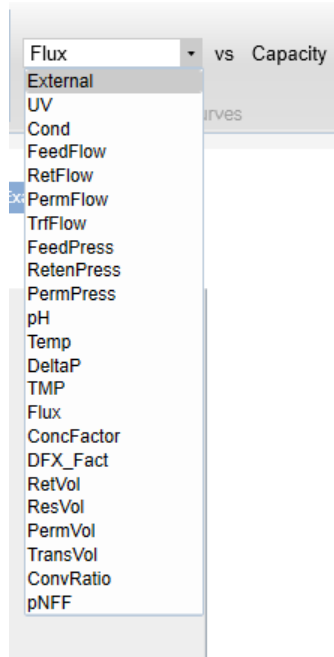 Flux vs Capacity
External
UV
Cond
FeedFlow
RetFlow
PermFlow
TrfFlow
FeedPress
RetenPress
PermPress
pH
Temp
DeltaP
TMP
Flux
ConcFactor
DFX_Fact
RetVol
ResVol
PermVol
TransVol
ConvRatio
pNFF